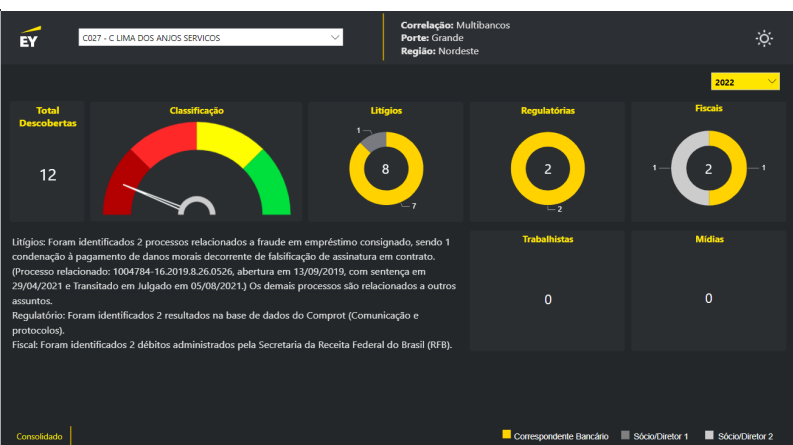 EY
C027 - C LIMA DOS ANJOS SERVICOS
Correlação: Multibancos
Porte: Grande
Região: Nordeste
2022
Total
Descobertas
12
Classificação
Litígios
1
8
7
Regulatórias
2
2
Fiscais
1
2
1
Litígios: Foram identificados 2 processos relacionados a fraude em empréstimo consignado, sendo 1
condenação à pagamento de danos morais decorrente de falsificação de assinatura em contrato.
(Processo relacionado: 1004784-16.2019.8.26.0526, abertura em 13/09/2019, com sentença em
29/04/2021 e Transitado em Julgado em 05/08/2021.) Os demais processos são relacionados a outros
assuntos.
Regulatório: Foram identificados 2 resultados na base de dados do Comprot (Comunicação e
protocolos).
Fiscal: Foram identificados 2 débitos administrados pela Secretaria da Receita Federal do Brasil (RFB).
Trabalhistas
0
Mídias
0
Consolidado
Correspondente Bancário
Sócio/Diretor 1
Sócio/Diretor 2